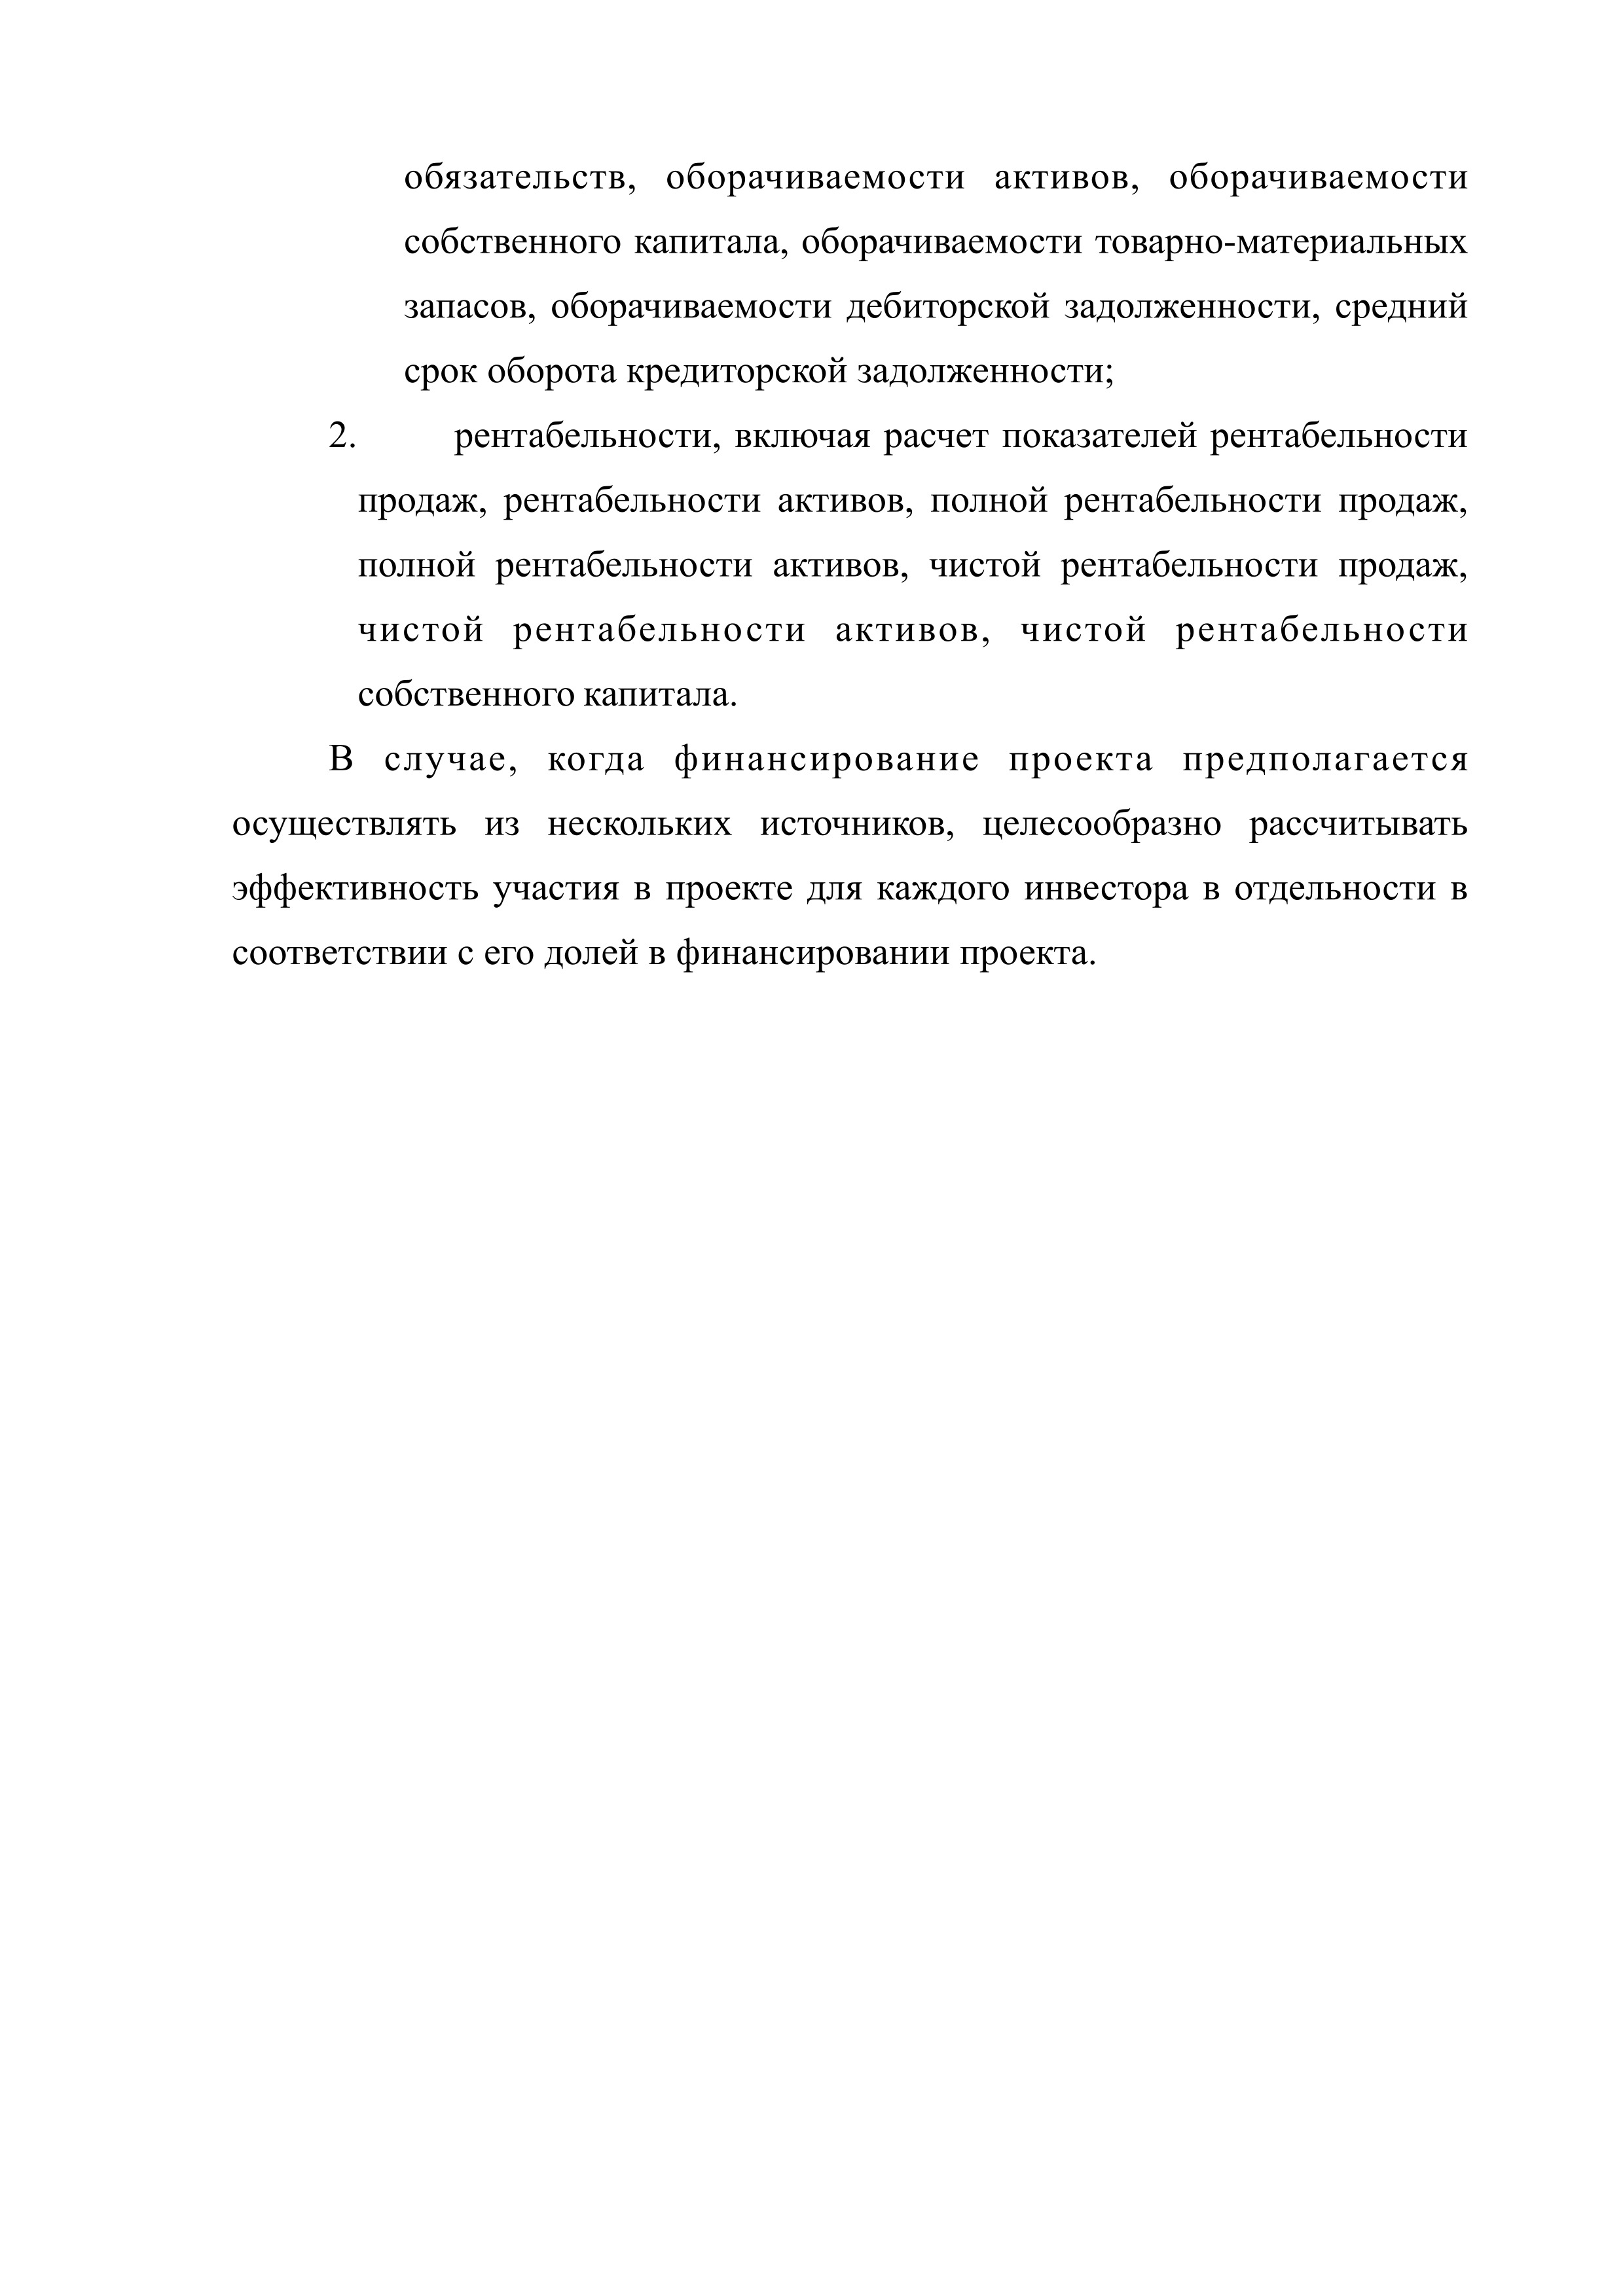 обязательств, оборачиваемости активов, оборачиваемости
собственного капитала, оборачиваемости товарно-материальных
запасов, оборачиваемости дебиторской задолженности, средний
срок оборота кредиторской задолженности;
2. рентабельности, включая расчет показателей рентабельности
продаж, рентабельности активов, полной рентабельности продаж,
полной рентабельности активов, чистой рентабельности продаж,
чистой рентабельности активов, чистой рентабельности
собственного капитала.
В случае, когда финансирование проекта предполагается
осуществлять из нескольких источников, целесообразно рассчитывать
эффективность участия в проекте для каждого инвестора в отдельности в
соответствии с его долей в финансировании проекта.